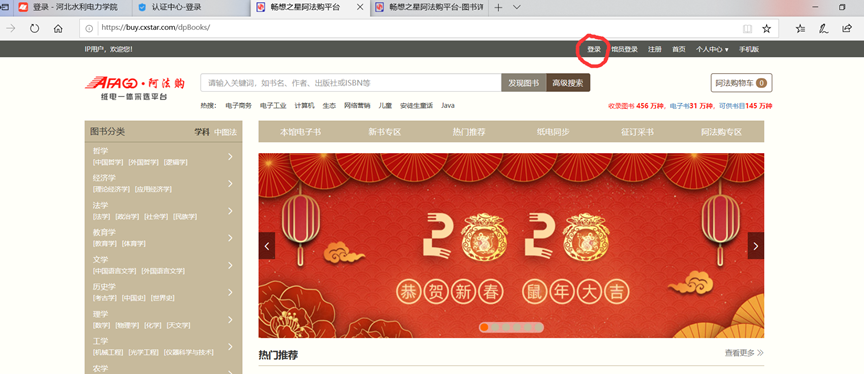 登录 - 河北水利电力学院
认证中心-登录
畅想之星阿法购平台
畅想之星阿法购平台-图书详
https://buy.cxstar.com/dpBooks/
IP用户，欢迎您！
登录 馆员登录 注册 首页 个人中心 手机版
AFAGO·阿法购
纸电一体采选平台
请输入关键词，如书名、作者、出版社或ISBN等
发现图书 高级搜索
阿法购物车 0
热搜： 电子商务 电子工业 计算机 生态 网络营销 儿童 安徒生童话 Java
收录图书 456 万种，电子书31 万种，可供书目145 万种
图书分类 学科 中图法
本馆电子书 新书专区 热门推荐 纸电同步 征订采书 阿法购专区
哲学
[中国哲学] [外国哲学] [逻辑学]
经济学
[理论经济学] [应用经济学]
法学
[法学] [政治学] [社会学] [民族学]
教育学
[教育学] [体育学]
文学
[中国语言文学] [外国语言文学]
历史学
[考古学] [中国史] [世界史]
理学
[数学] [物理学] [化学] [天文学]
工学
[机械工程] [光学工程] [仪器科学与技术]
农学
2020
恭贺新春 鼠年大吉
热门推荐
查看更多